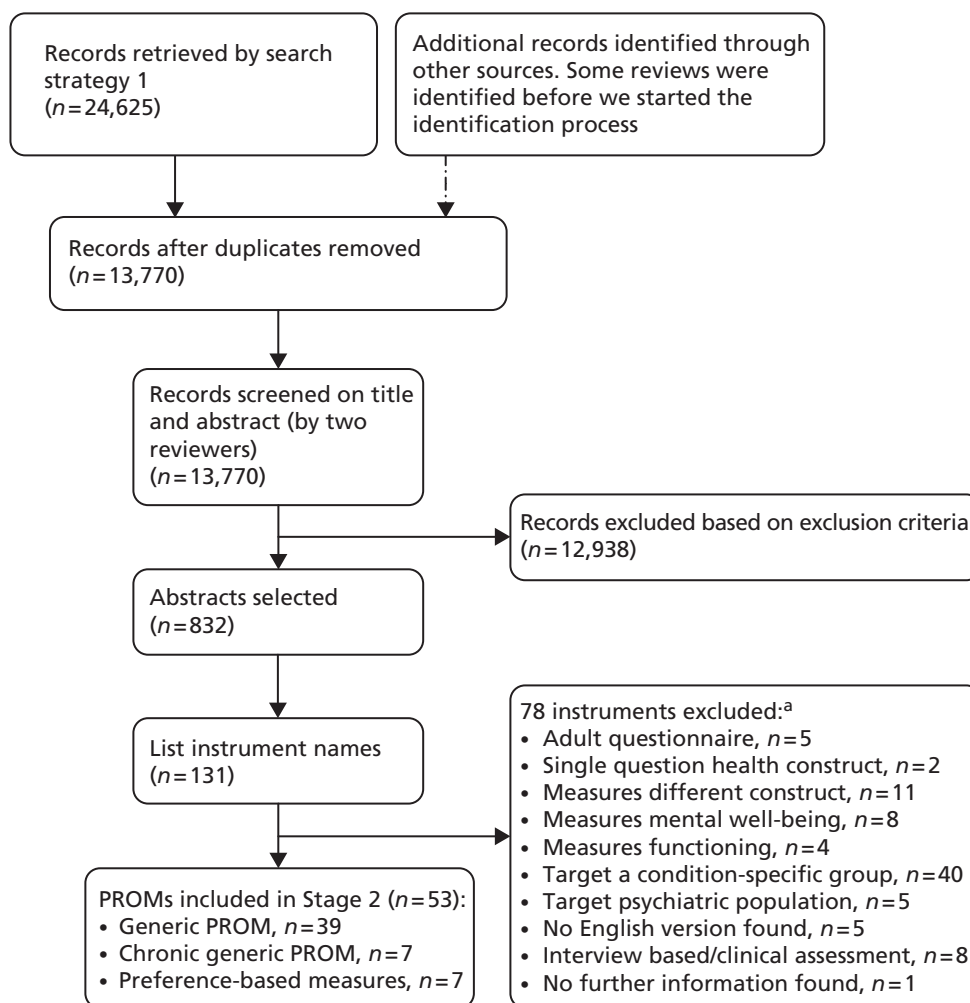 Records retrieved by search
strategy 1
(n=24,625)
Additional records identified through
other sources. Some reviews were
identified before we started the
identification process
Records after duplicates removed
(n=13,770)
Records screened on title
and abstract (by two
reviewers)
(n=13,770)
Records excluded based on exclusion criteria
(n=12,938)
Abstracts selected
(n=832)
List instrument names
(n=131)
78 instruments excluded:a
• Adult questionnaire, n=5
• Single question health construct, n=2
• Measures different construct, n=11
• Measures mental well-being, n=8
• Measures functioning, n=4
• Target a condition-specific group, n=40
• Target psychiatric population, n=5
• No English version found, n=5
• Interview based/clinical assessment, n=8
• No further information found, n=1
PROMs included in Stage 2 (n=53):
• Generic PROM, n=39
• Chronic generic PROM, n=7
• Preference-based measures, n=7